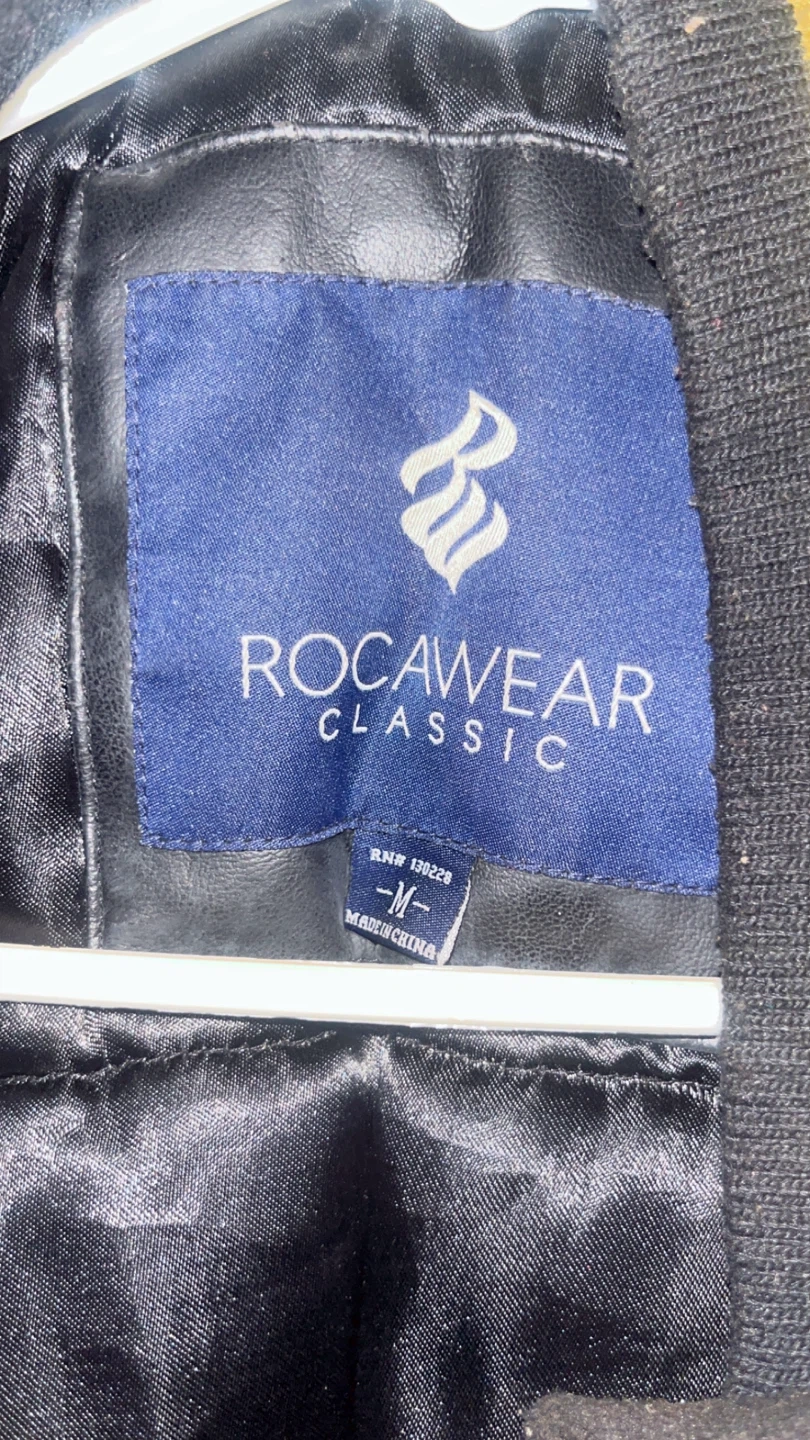 ROCAWEAR
CLASSIC
RN# 130228
-M-
MADE IN CHINA